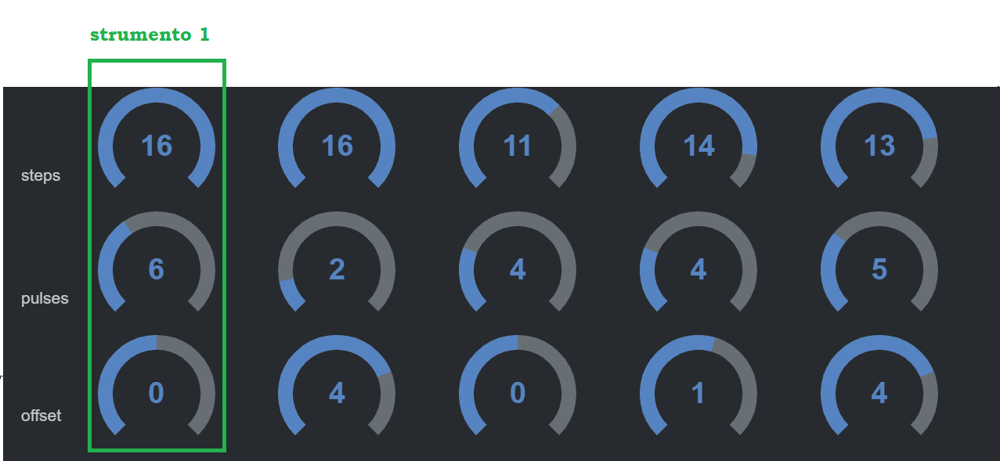 strumento 1
16 16 11 14 13
steps
6 2 4 4 5
pulses
0 4 0 1 4
offset